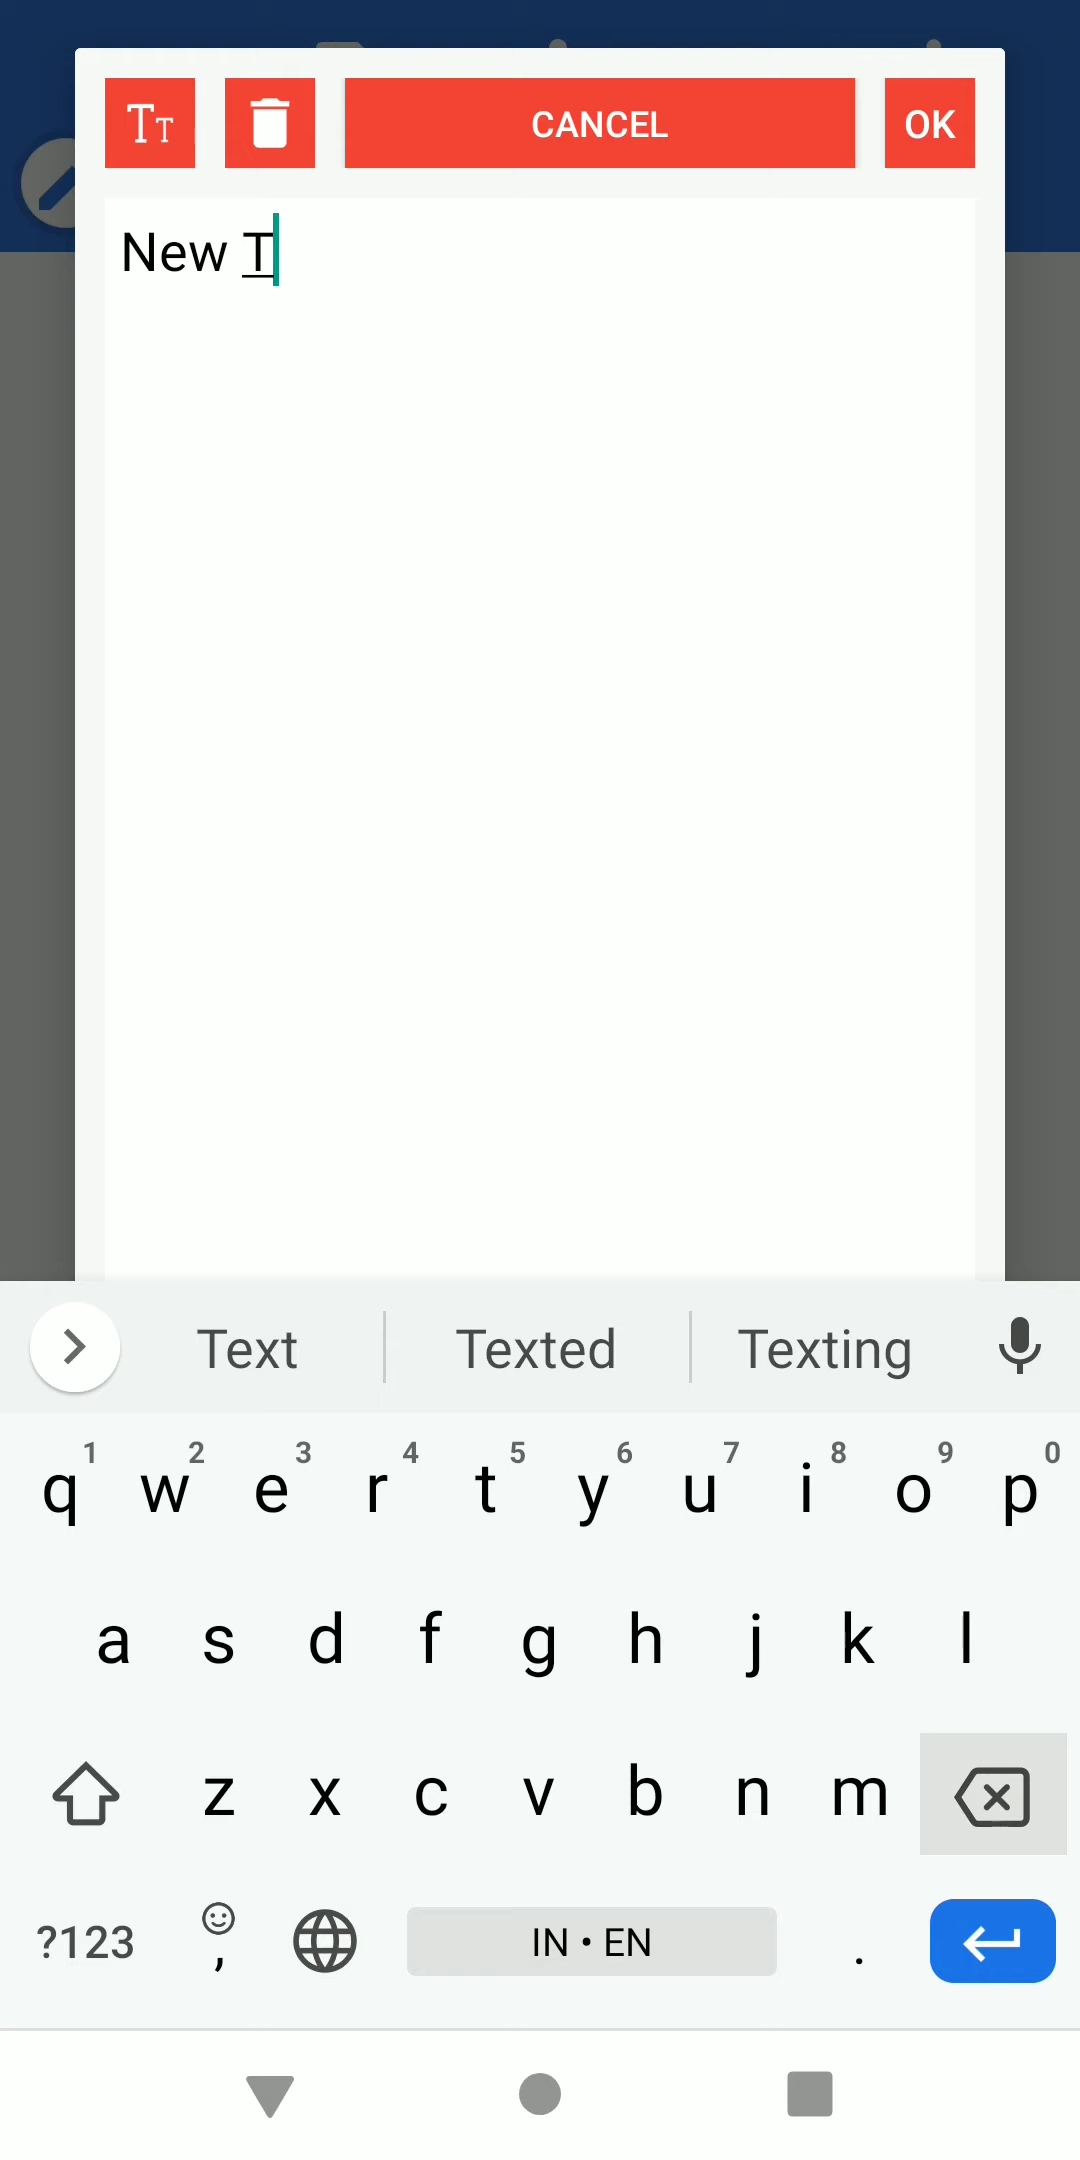 TT
CANCEL
OK
New T
Text Texted Texting
1 2 3 4 5 6 7 8 9 0
q w e r t y u i o p
a s d f g h j k l
z x c v b n m
?123 , IN • EN .